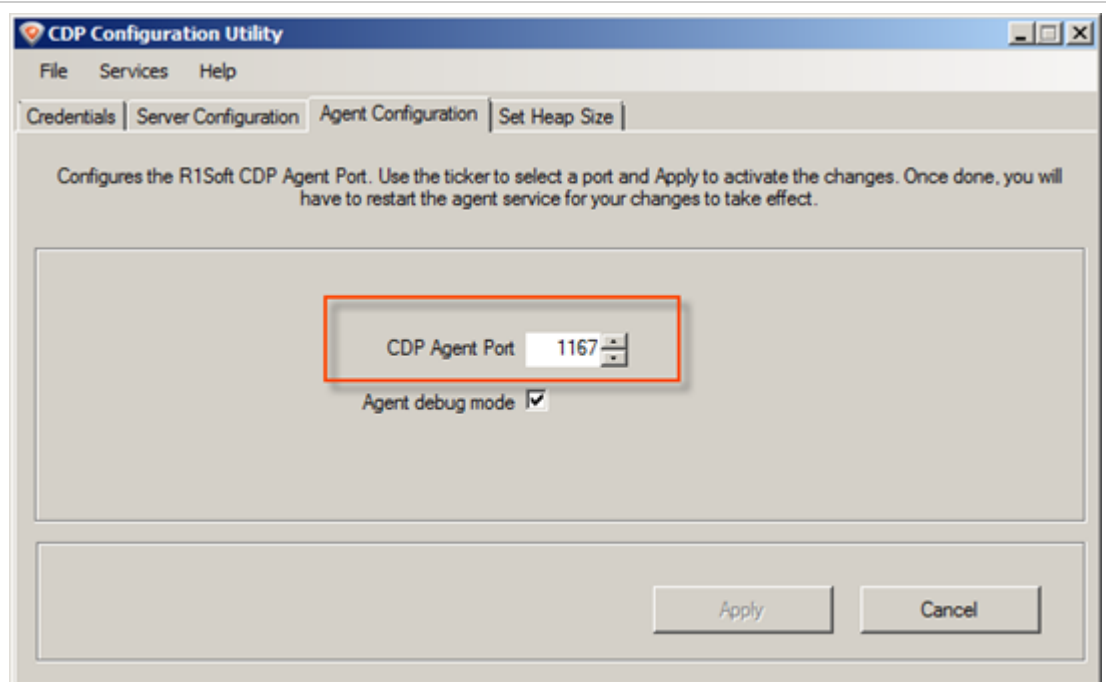 CDP Configuration Utility
File Services Help
Credentials Server Configuration Agent Configuration Set Heap Size
Configures the R1Soft CDP Agent Port. Use the ticker to select a port and Apply to activate the changes. Once done, you will
have to restart the agent service for your changes to take effect.
CDP Agent Port 1167
Agent debug mode
Apply Cancel